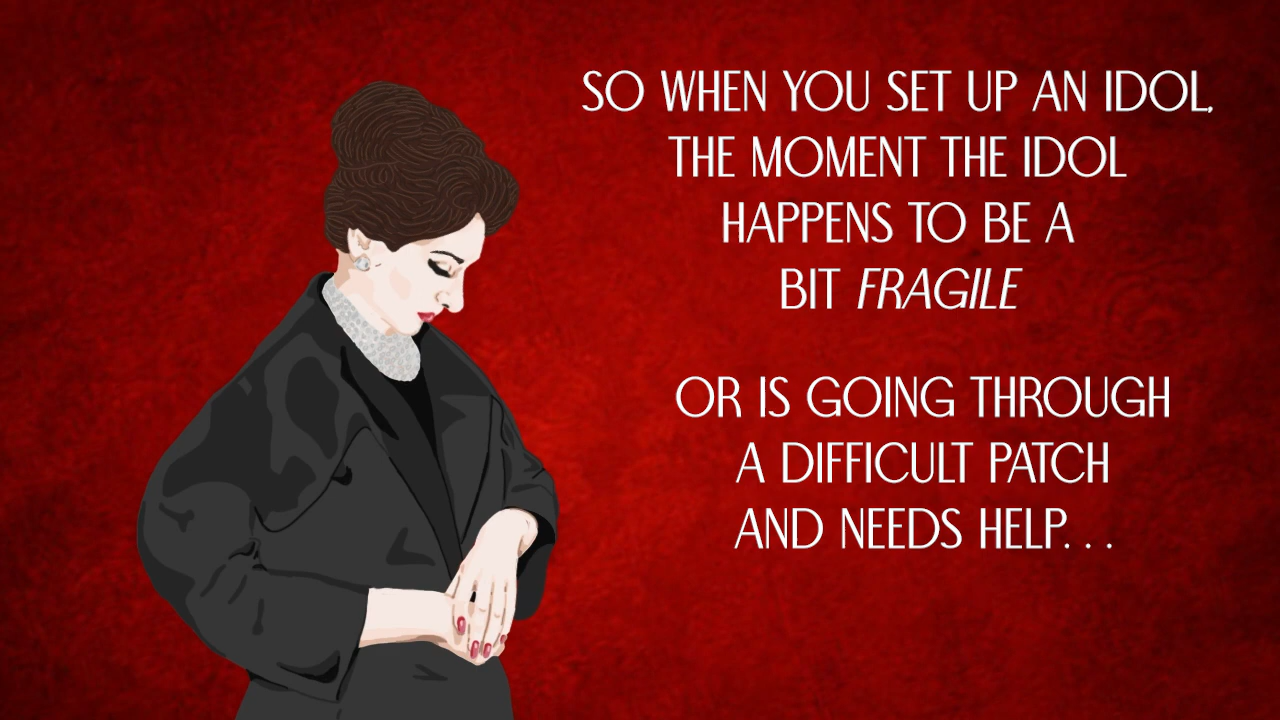 SO WHEN YOU SET UP AN IDOL,
THE MOMENT THE IDOL
HAPPENS TO BE A
BIT FRAGILE
OR IS GOING THROUGH
A DIFFICULT PATCH
AND NEEDS HELP...